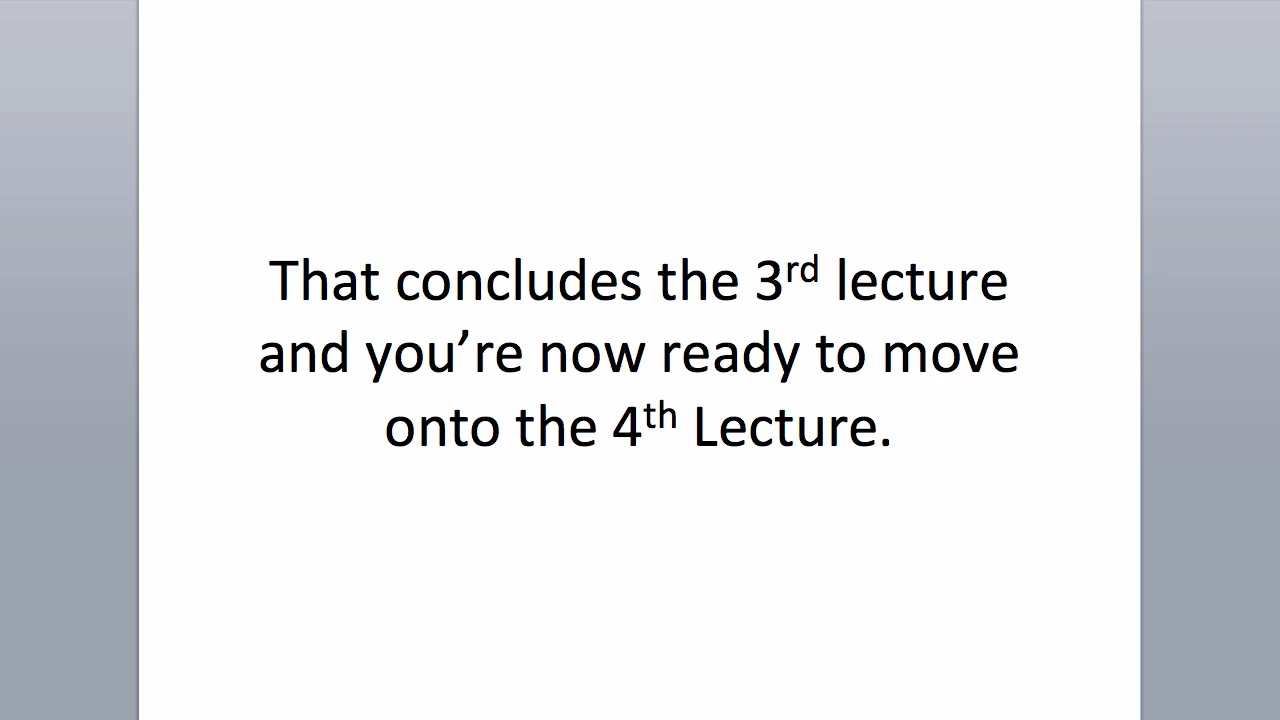 That concludes the 3rd lecture
and you’re now ready to move
onto the 4th Lecture.